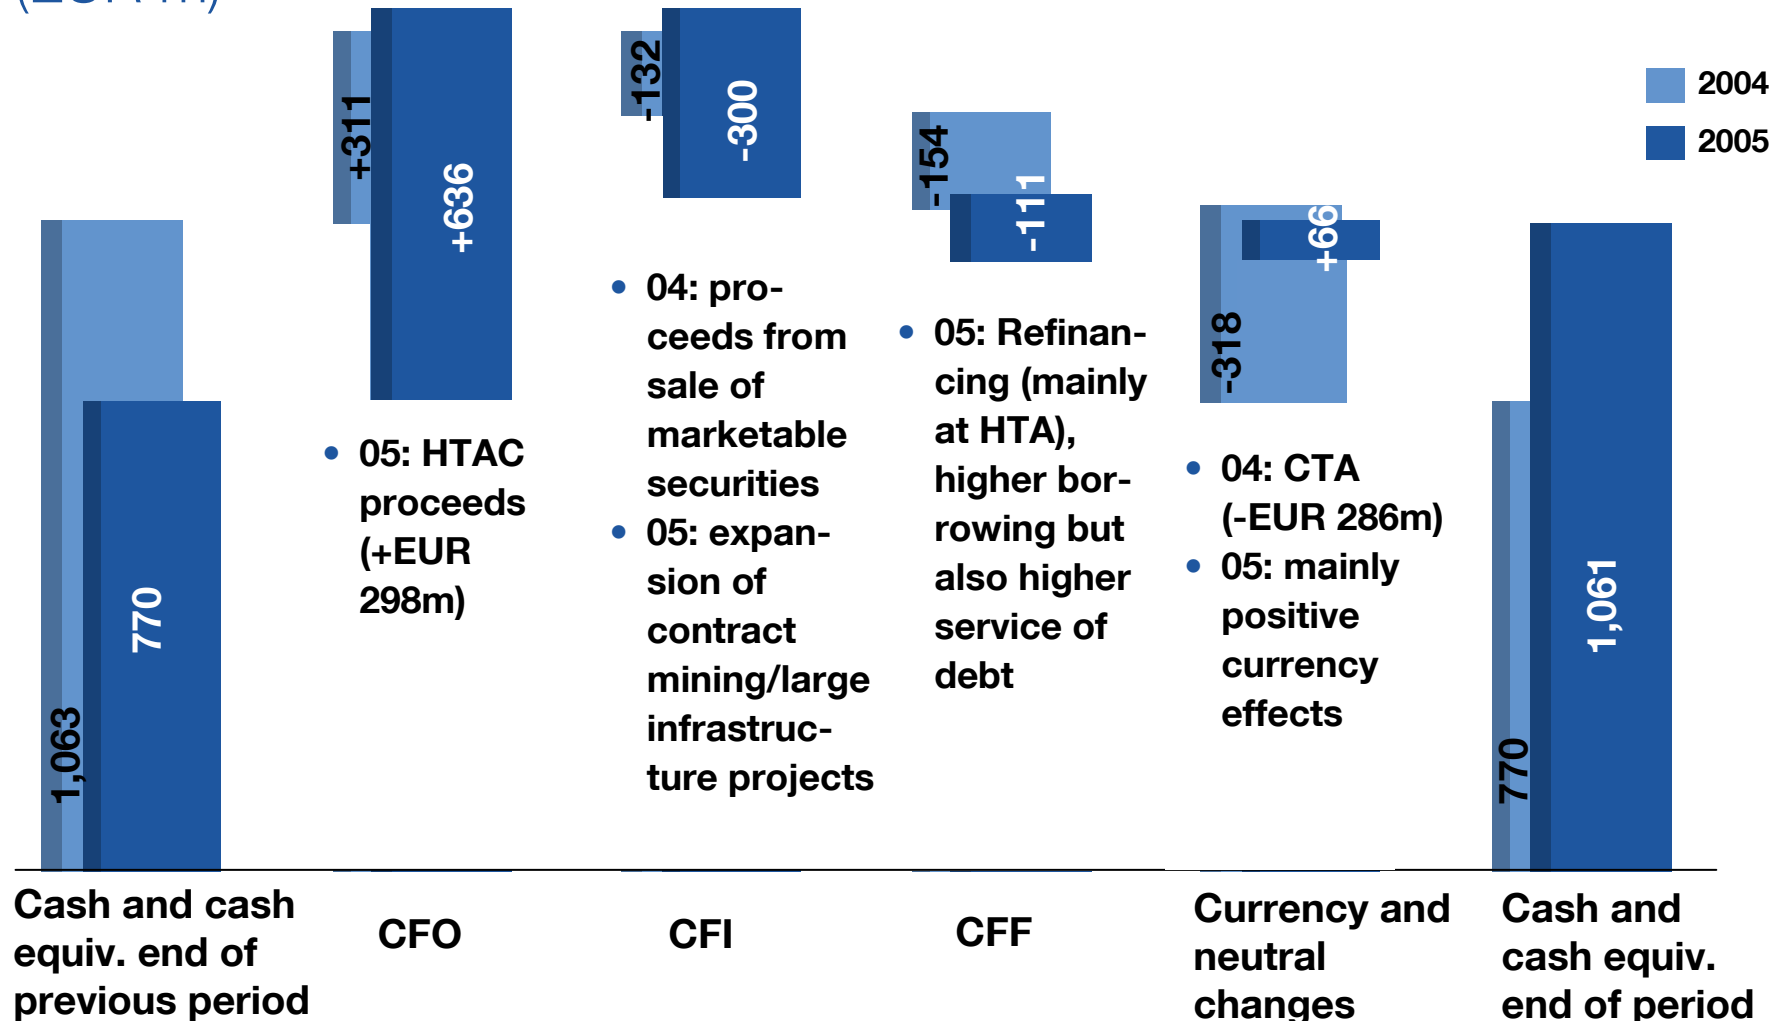 2004
2005
1,063
770
+311
+636
-132
-300
-154
-111
-318
+66
770
1,061
• 05: HTAC
proceeds
(+EUR
298m)
• 04: pro-
ceeds from
sale of
marketable
securities
• 05: expan-
sion of
contract
mining/large
infrastruc-
ture projects
• 05: Refinan-
cing (mainly
at HTA),
higher bor-
rowing but
also higher
service of
debt
• 04: CTA
(-EUR 286m)
• 05: mainly
positive
currency
effects
Cash and cash
equiv. end of
previous period
CFO
CFI
CFF
Currency and
neutral
changes
Cash and
cash equiv.
end of period